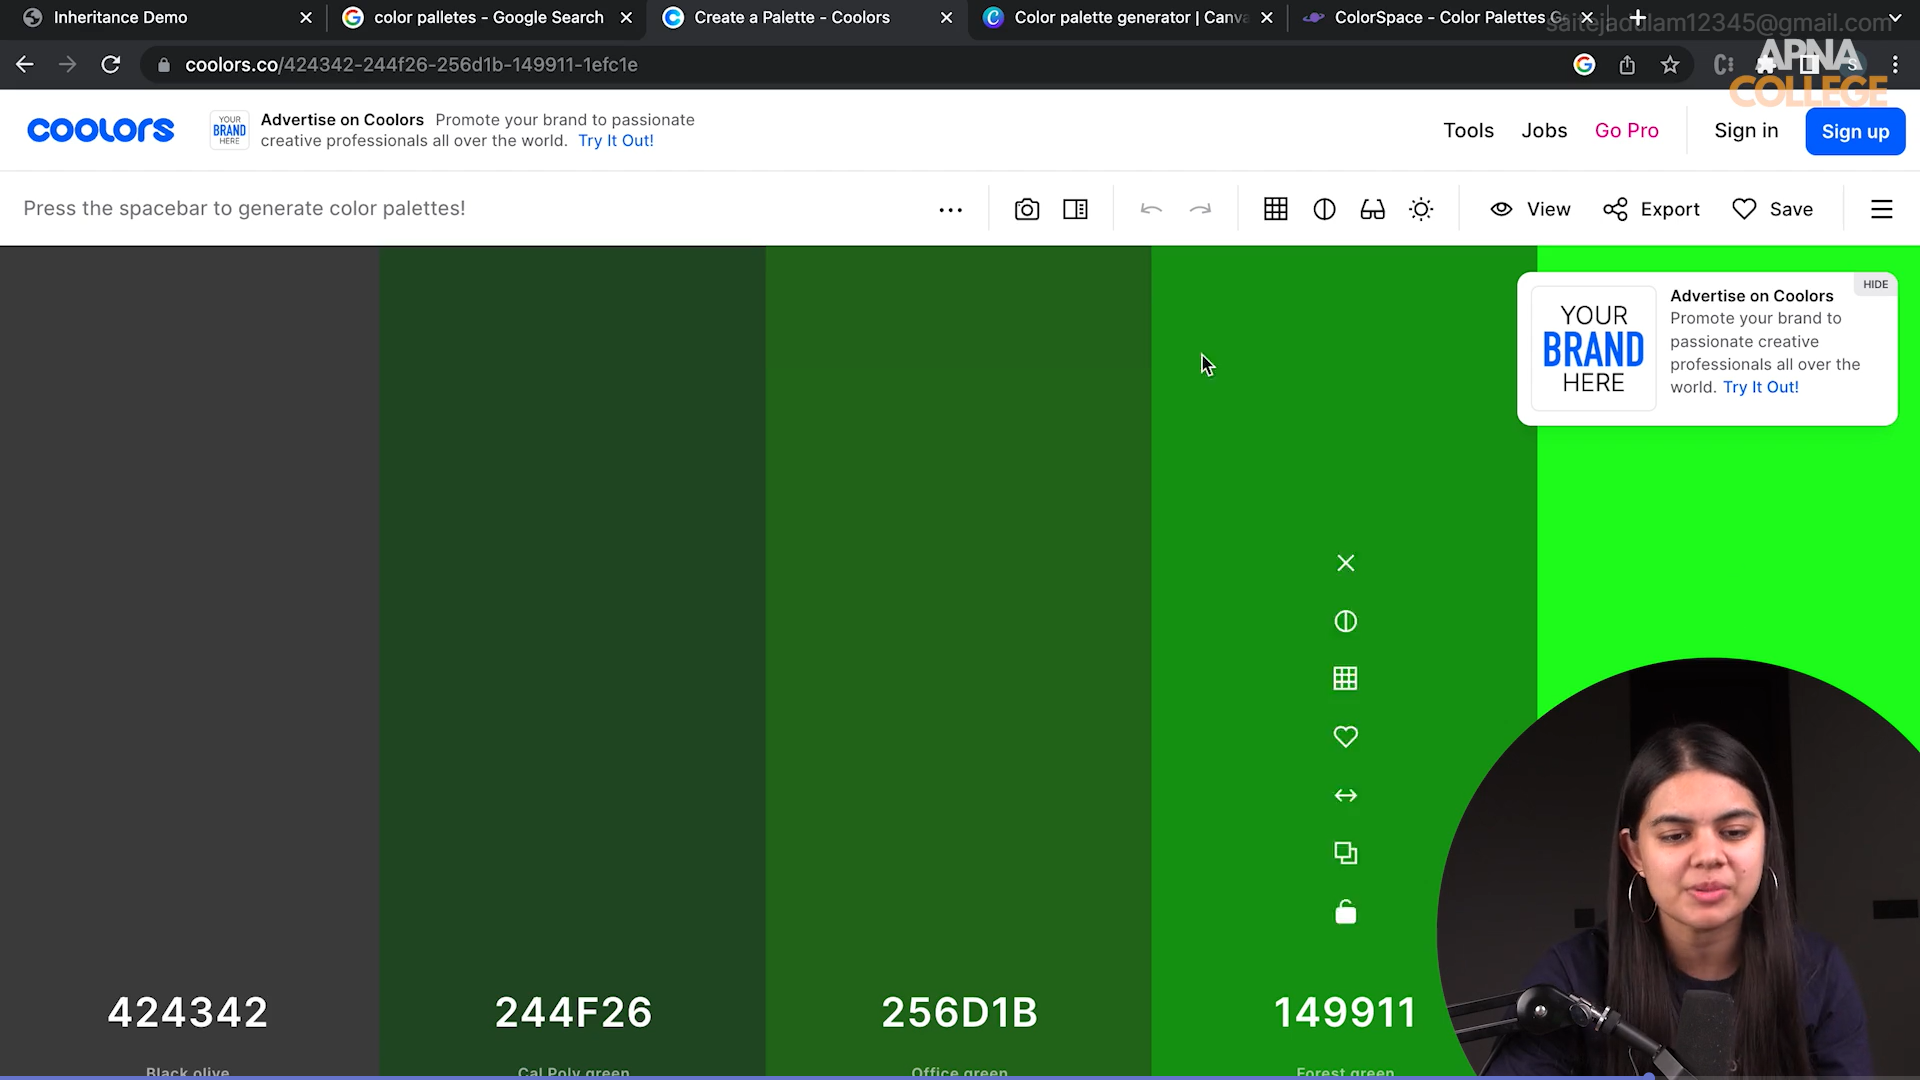 Inheritance Demo
color palletes - Google Search
Create a Palette - Coolors
Color palette generator | Canva
ColorSpace - Color Palettes G
saitejadulam12345@gmail.com
coolors.co/424342-244f26-256d1b-149911-1efc1e
S
APNA
COLLEGE
coolors
YOUR
BRAND
HERE
Advertise on Coolors Promote your brand to passionate
creative professionals all over the world. Try It Out!
Tools
Jobs
Go Pro
Sign in
Sign up
Press the spacebar to generate color palettes!
View
Export
Save
HIDE
YOUR
BRAND
HERE
Advertise on Coolors
Promote your brand to
passionate creative
professionals all over the
world. Try It Out!
424342
244F26
256D1B
149911
Black olive
Cal Poly green
Office green
Forest green